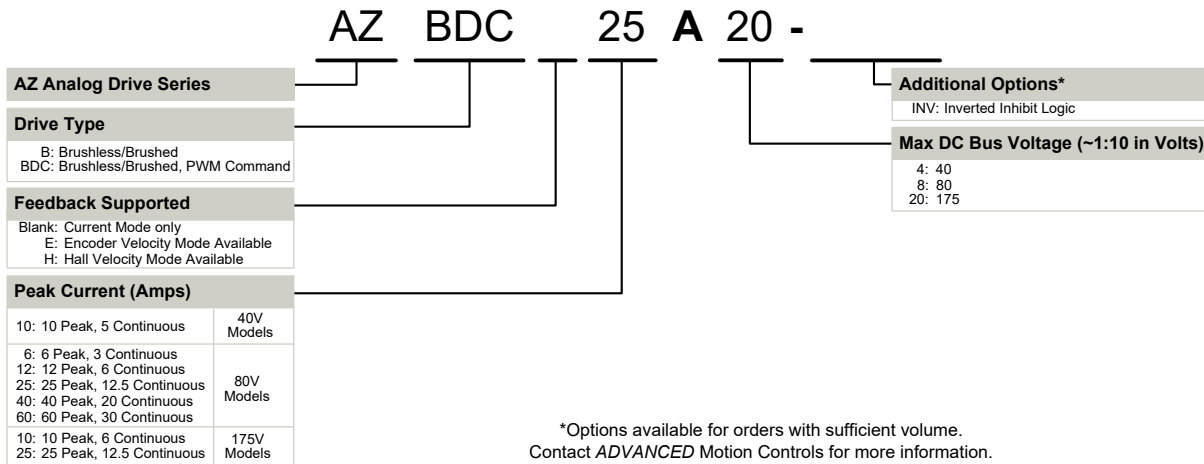 AZ BDC 25 A 20 -
AZ Analog Drive Series
Drive Type
B: Brushless/Brushed
BDC: Brushless/Brushed, PWM Command
Feedback Supported
Blank: Current Mode only
E: Encoder Velocity Mode Available
H: Hall Velocity Mode Available
Peak Current (Amps)
10: 10 Peak, 5 Continuous
40V
Models
6: 6 Peak, 3 Continuous
12: 12 Peak, 6 Continuous
25: 25 Peak, 12.5 Continuous
40: 40 Peak, 20 Continuous
60: 60 Peak, 30 Continuous
80V
Models
10: 10 Peak, 6 Continuous
25: 25 Peak, 12.5 Continuous
175V
Models
Additional Options*
INV: Inverted Inhibit Logic
Max DC Bus Voltage (~1:10 in Volts)
4: 40
8: 80
20: 175
*Options available for orders with sufficient volume.
Contact ADVANCED Motion Controls for more information.